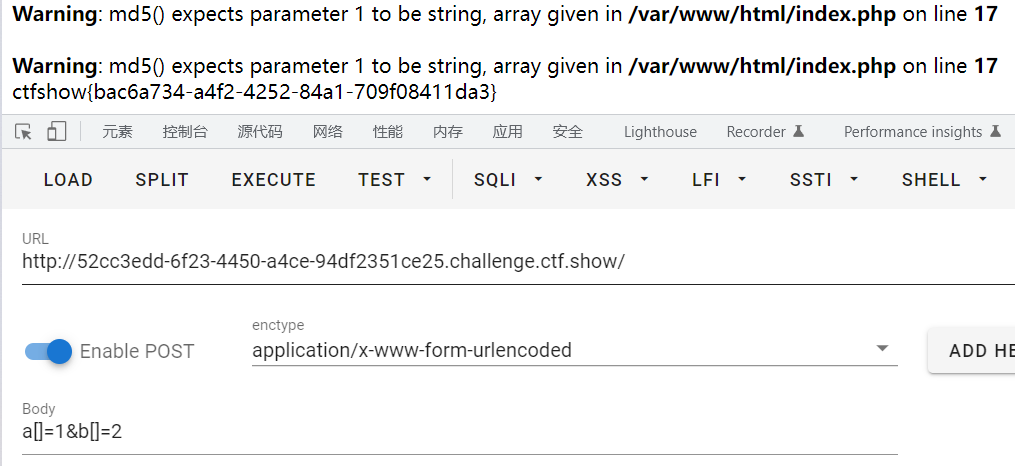 Warning: md5() expects parameter 1 to be string, array given in /var/www/html/index.php on line 17
Warning: md5() expects parameter 1 to be string, array given in /var/www/html/index.php on line 17
ctfshow{bac6a734-a4f2-4252-84a1-709f08411da3}
元素 控制台 源代码 网络 性能 内存 应用 安全 Lighthouse Recorder Performance insights
LOAD SPLIT EXECUTE TEST SQLI XSS LFI SSTI SHELL
URL
http://52cc3edd-6f23-4450-a4ce-94df2351ce25.challenge.ctf.show/
enctype
Enable POST application/x-www-form-urlencoded ADD HE
Body
a[]=1&b[]=2